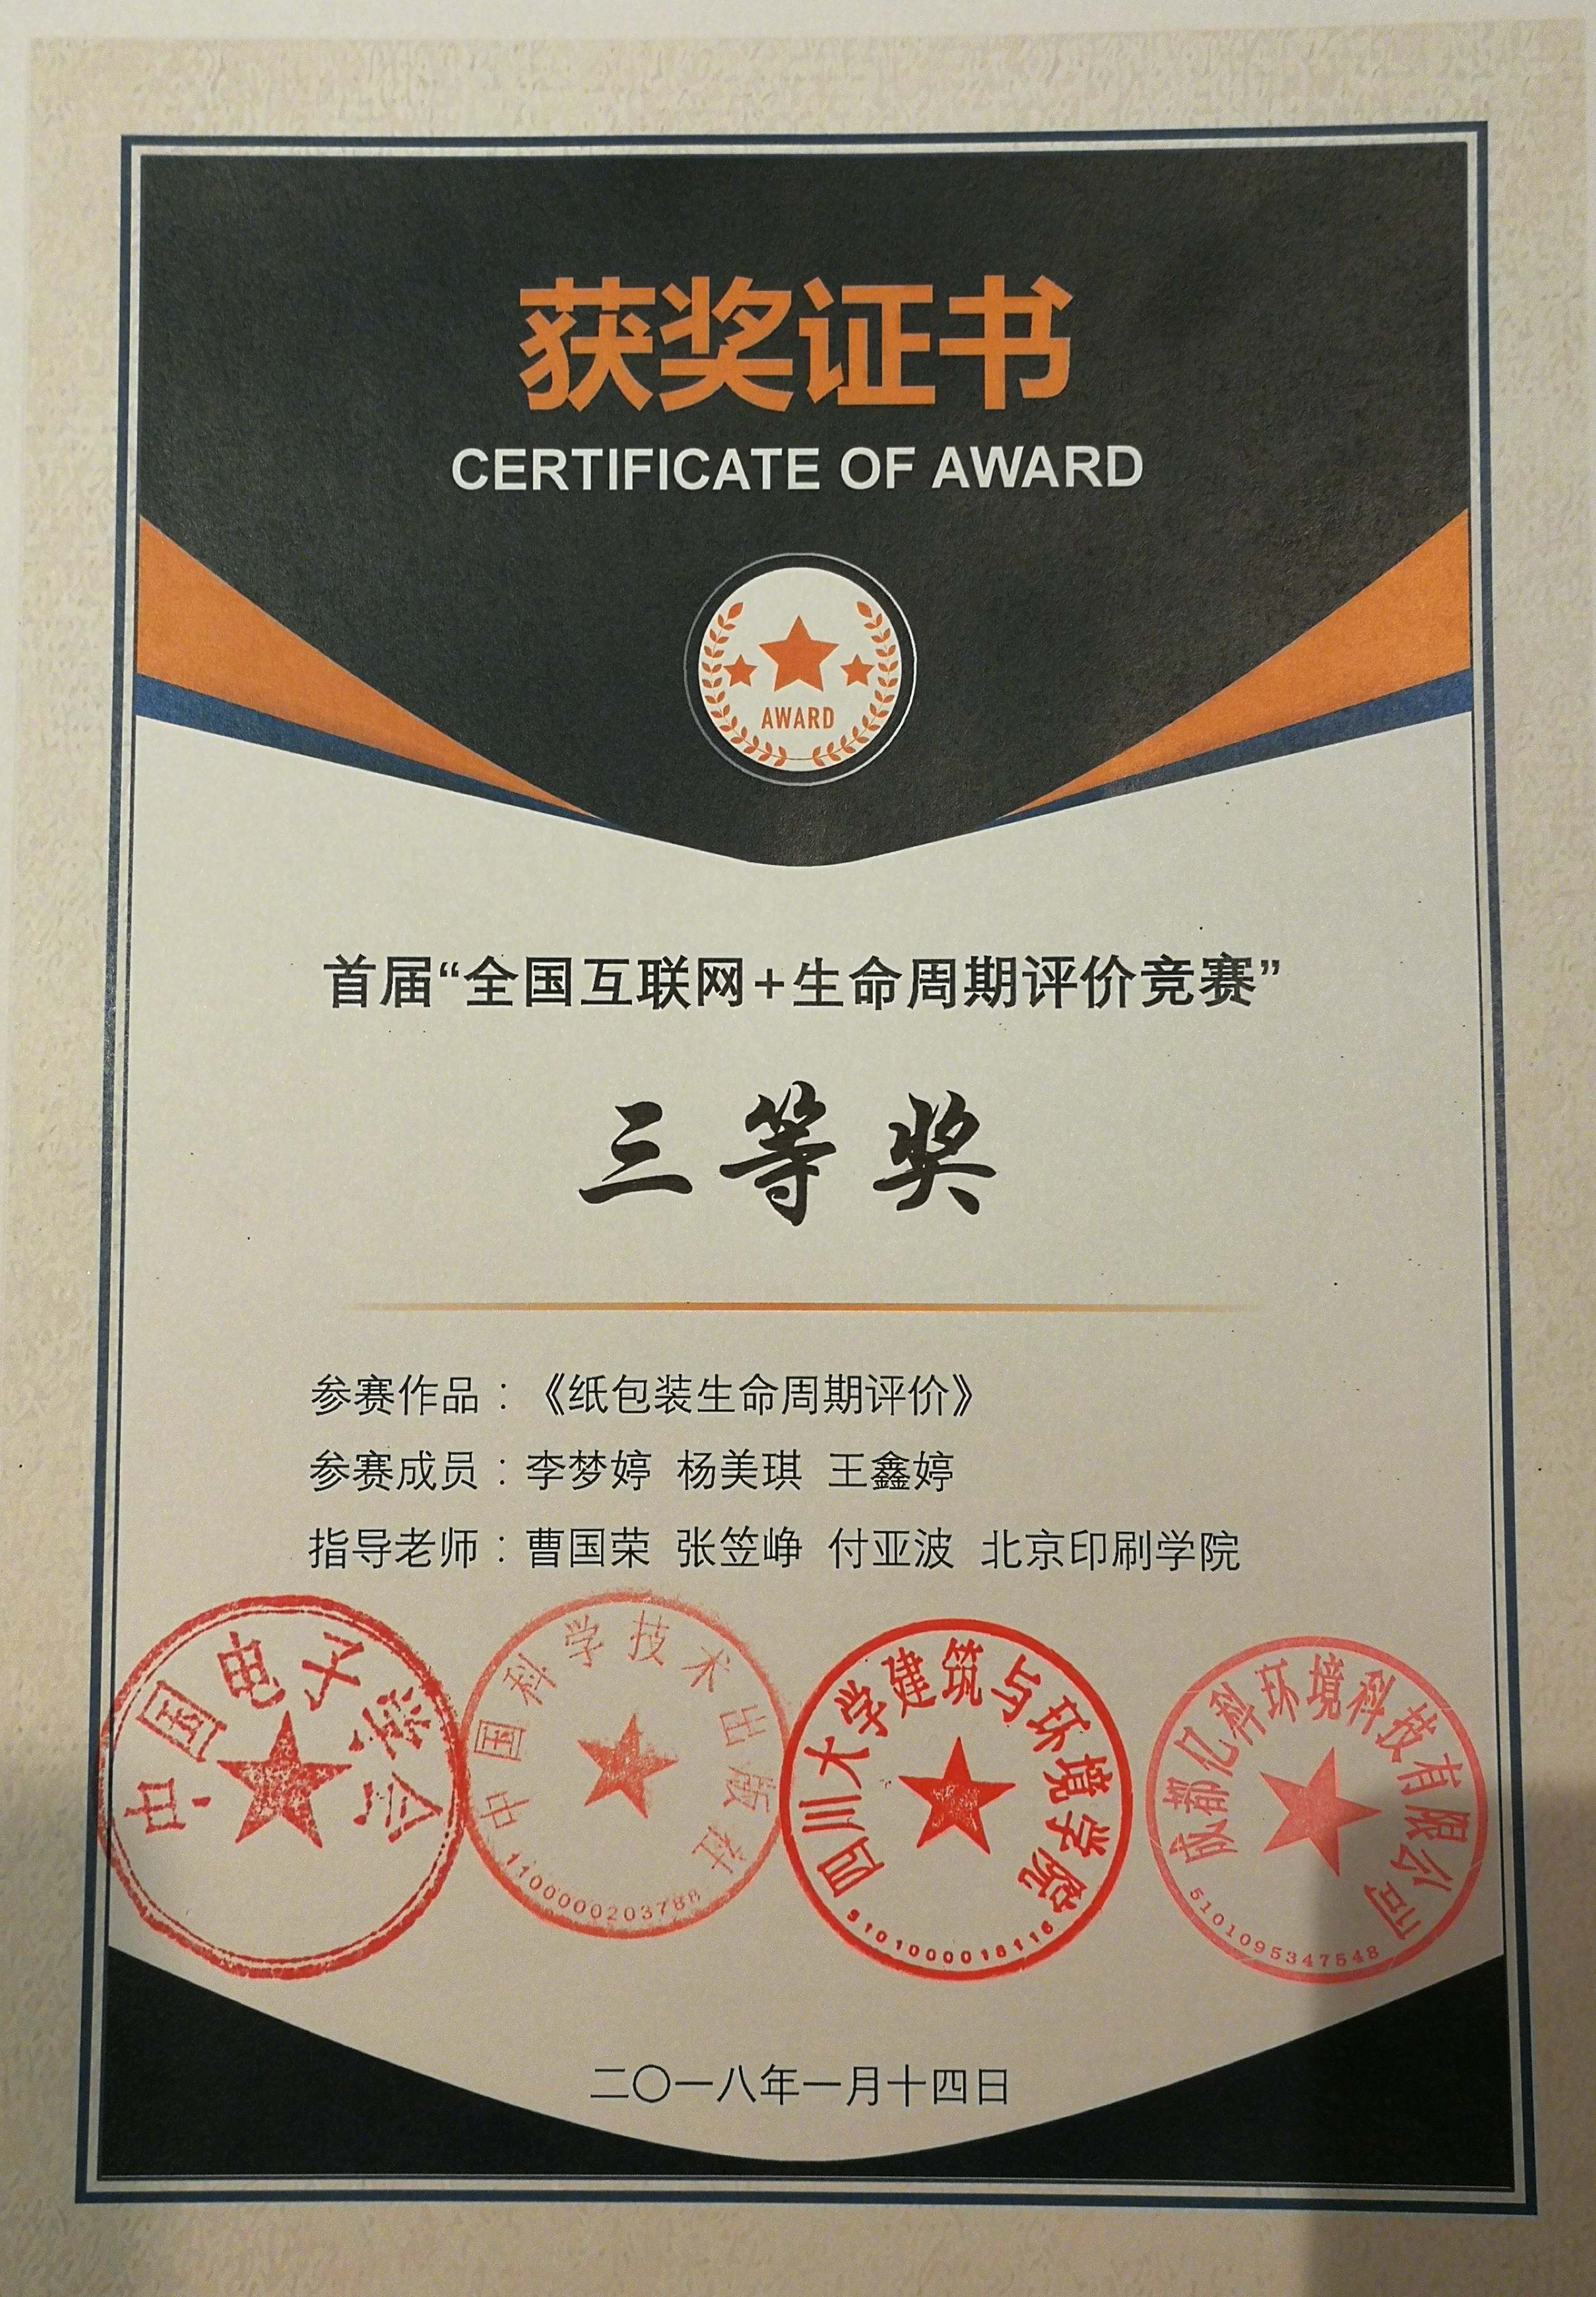 获奖证书
CERTIFICATE OF AWARD
AWARD
首届“全国互联网+生命周期评价竞赛”
三等奖
参赛作品：《纸包装生命周期评价》
参赛成员：李梦婷 杨美琪 王鑫婷
指导老师：曹国荣 张笠峥 付亚波 北京印刷学院
中国电子学会
中国科学技术出版社
1100000203788
四川大学建筑与环境学院
5101000018116
成都亿科环境科技有限公司
5101095347548
二〇一八年一月十四日